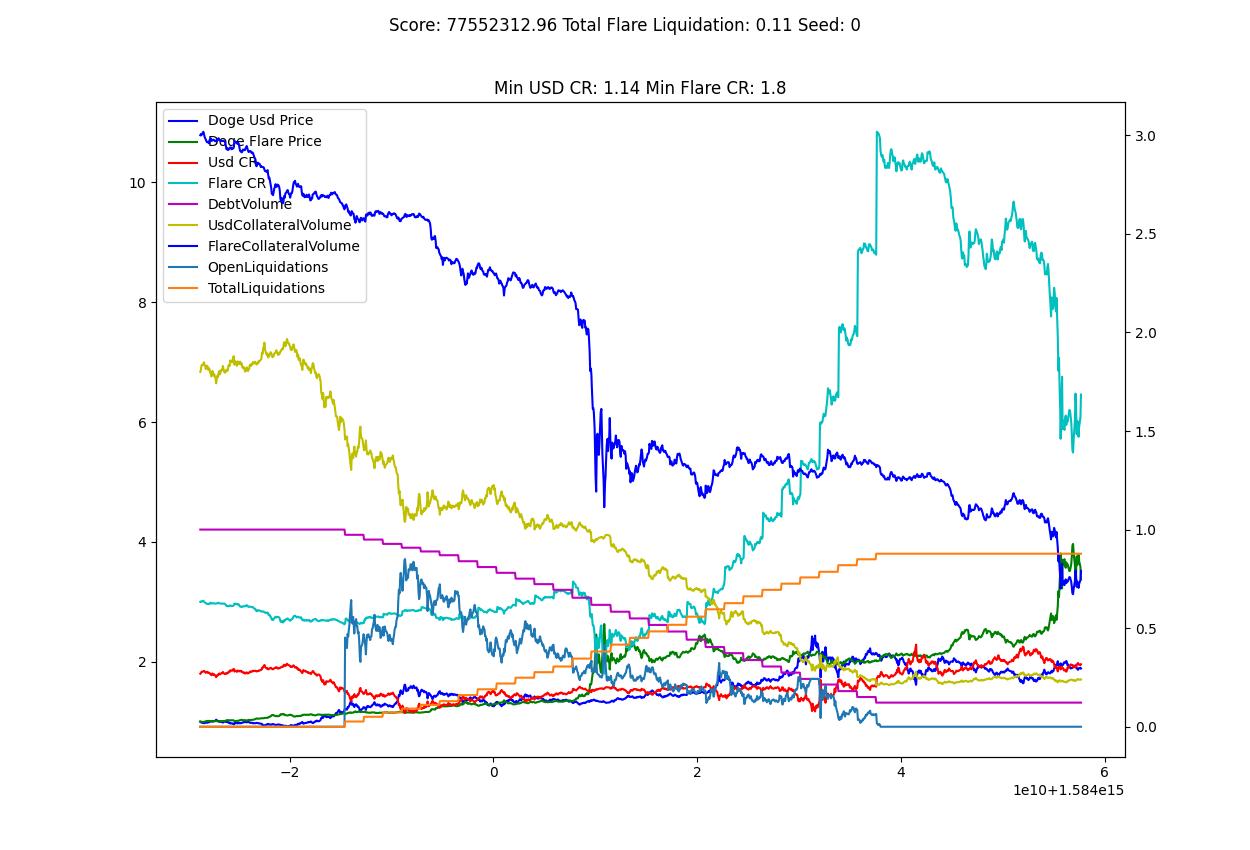 Score: 77552312.96 Total Flare Liquidation: 0.11 Seed: 0
Min USD CR: 1.14 Min Flare CR: 1.8
Doge Usd Price
Doge Flare Price
Usd CR
Flare CR
DebtVolume
UsdCollateralVolume
FlareCollateralVolume
OpenLiquidations
TotalLiquidations
10
8
6
4
2
3.0
2.5
2.0
1.5
1.0
0.5
0.0
−2
0
2
4
6
1e10+1.584e15